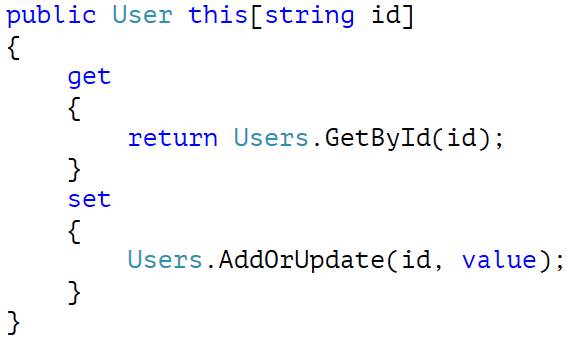 public User this[string id]
{
    get
    {
        return Users.GetById(id);
    }
    set
    {
        Users.AddOrUpdate(id, value);
    }
}